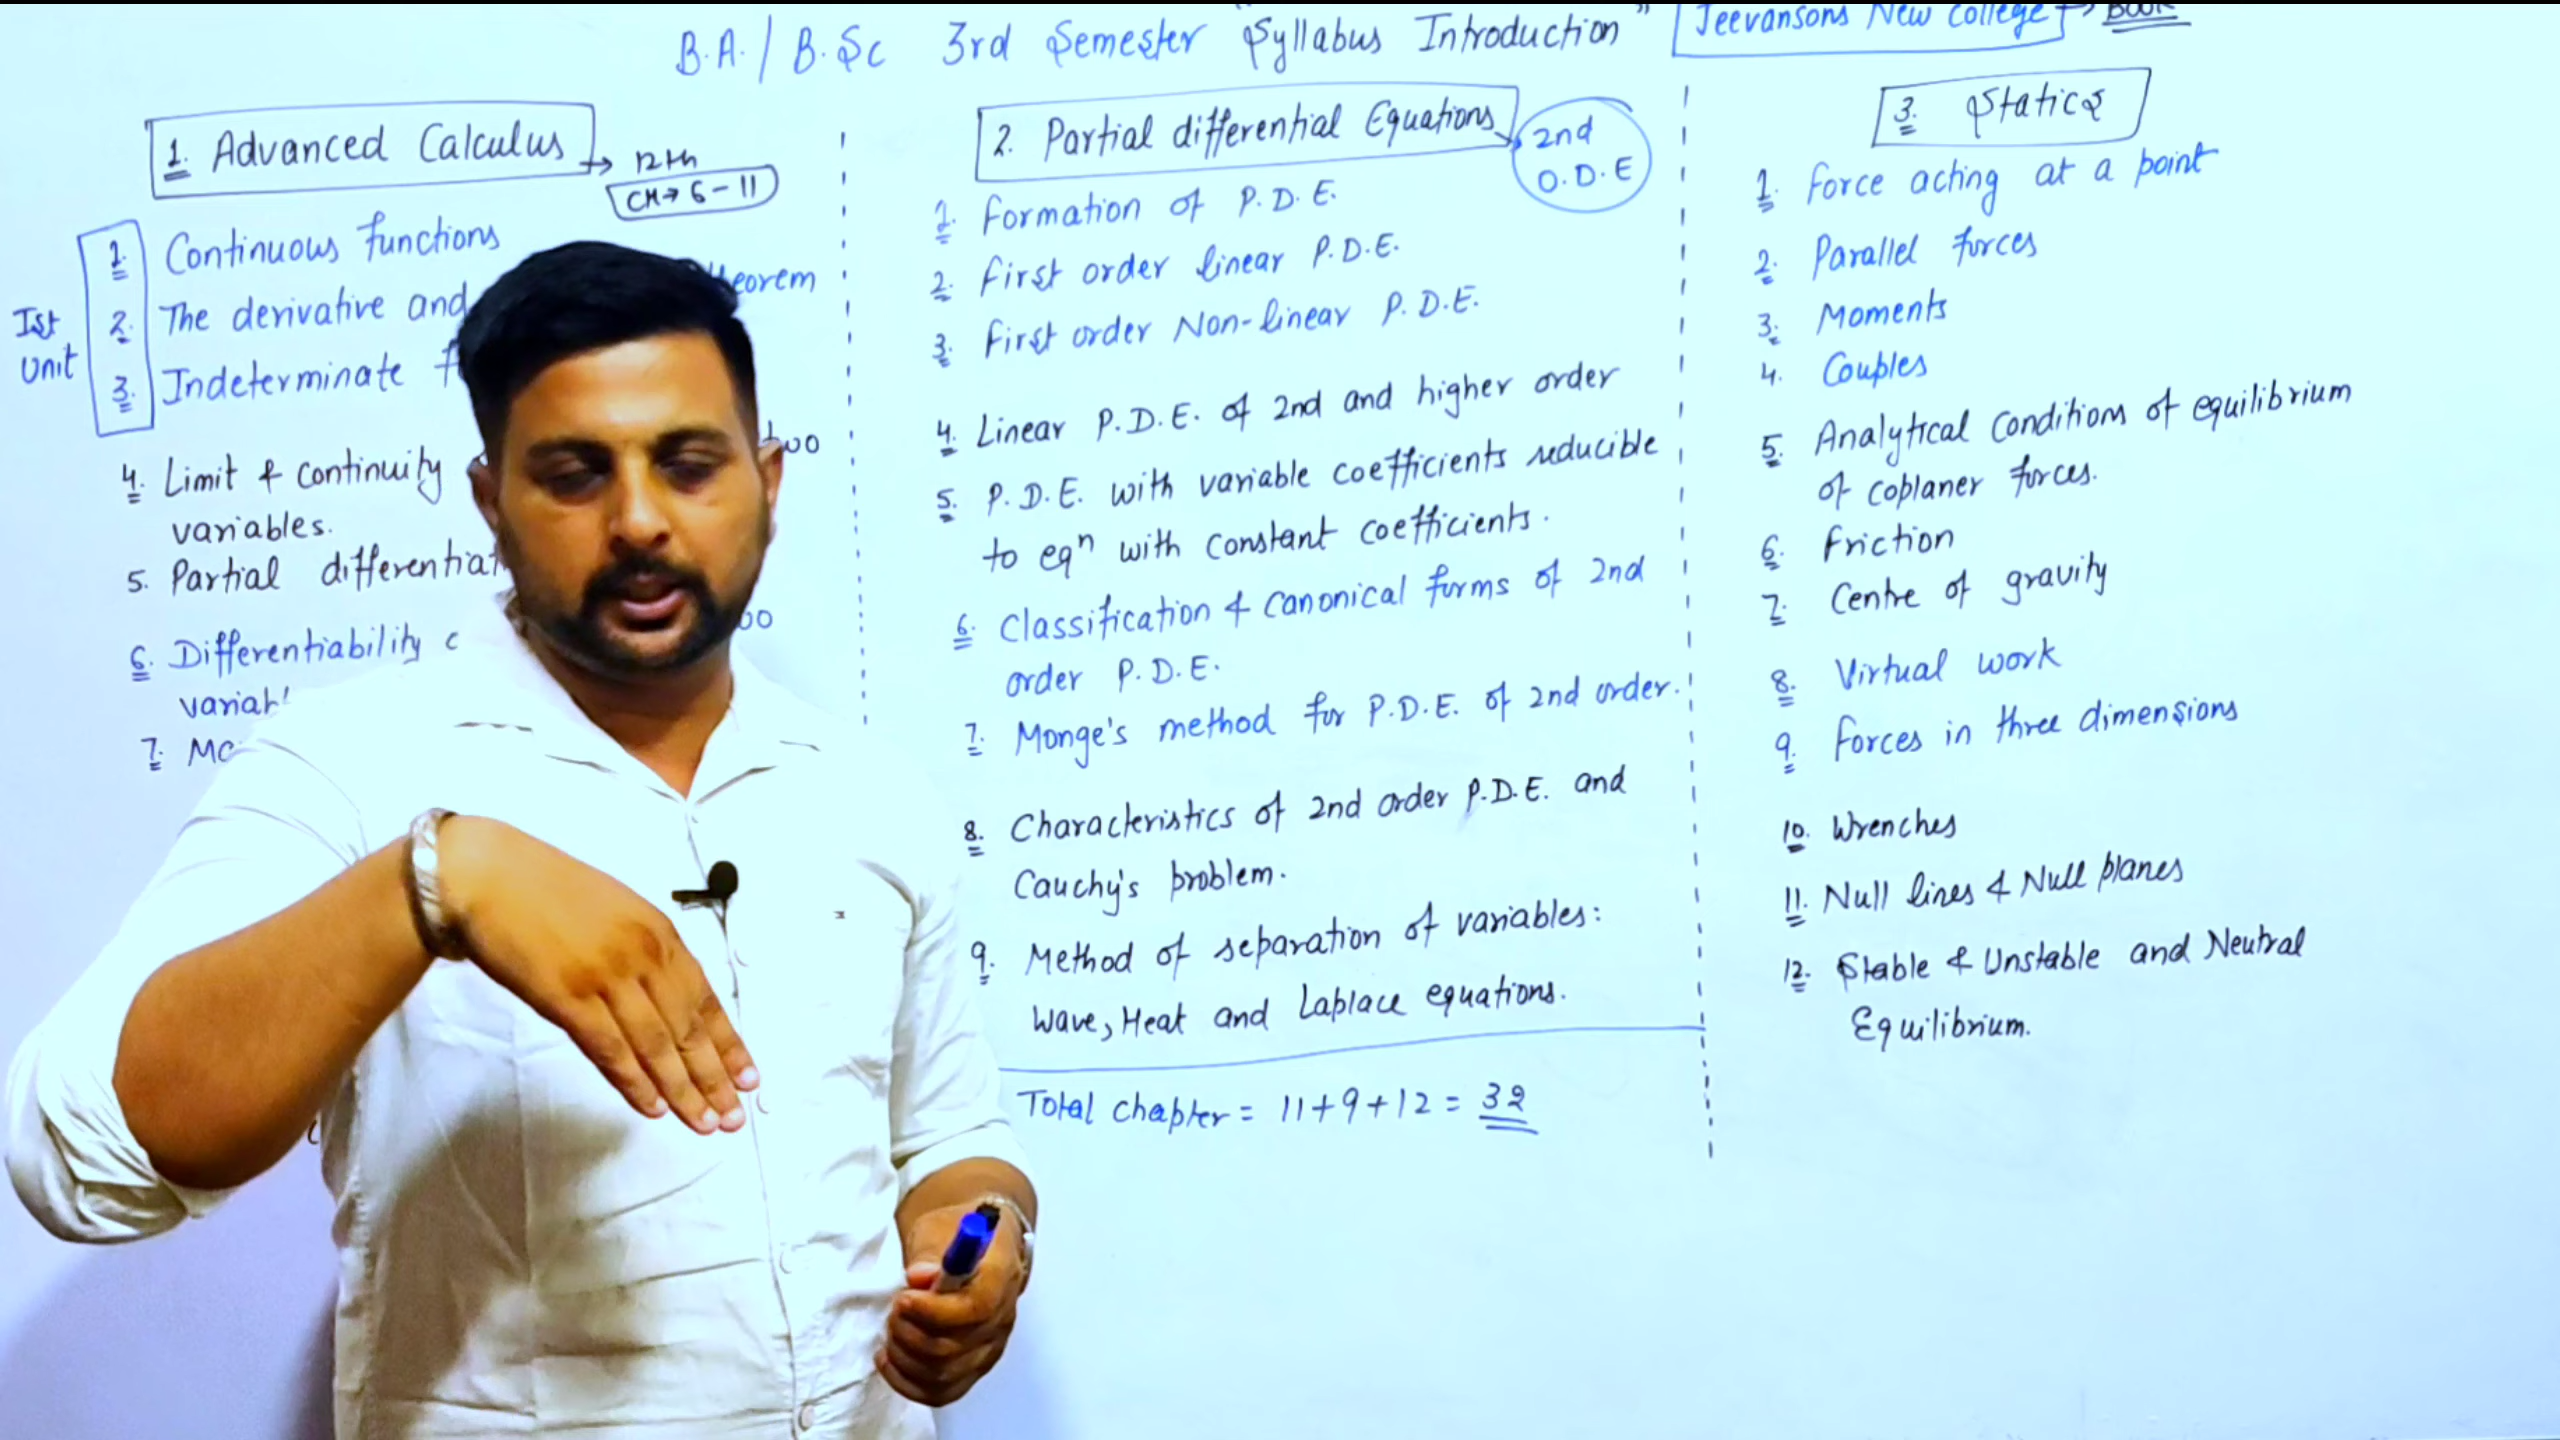 B.A. / B.Sc 3rd Semester "Syllabus Introduction"
Jeevansons New College → BOOK
1. Advanced Calculus → 12th
CH→ 6-11
Ist Unit
1. Continuous functions
2. The derivative and
3. Indeterminate
4. Limit & continuity two
variables.
5. Partial
6. Differentiability
7.
2. Partial differential Equations
2nd
O.D.E
1. Formation of P.D.E.
2. First order linear P.D.E.
3. First order Non-linear P.D.E.
4. Linear P.D.E. of 2nd and higher order
5. P.D.E. with variable coefficients reducible
to eqⁿ with constant coefficients.
6. Classification & canonical forms of 2nd
order P.D.E.
7. Monge's method for P.D.E. of 2nd order.
8. Characteristics of 2nd order P.D.E. and
Cauchy's problem.
9. Method of separation of variables:
Wave, Heat and Laplace equations.
Total chapter = 11+9+12 = 32
3. Statics
1. Force acting at a point
2. Parallel forces
3. Moments
4. Couples
5. Analytical conditions of equilibrium
of coplaner forces.
6. Friction
7. Centre of gravity
8. Virtual work
9. Forces in three dimensions
10. Wrenches
11. Null lines & Null planes
12. Stable & Unstable and Neutral
Equilibrium.